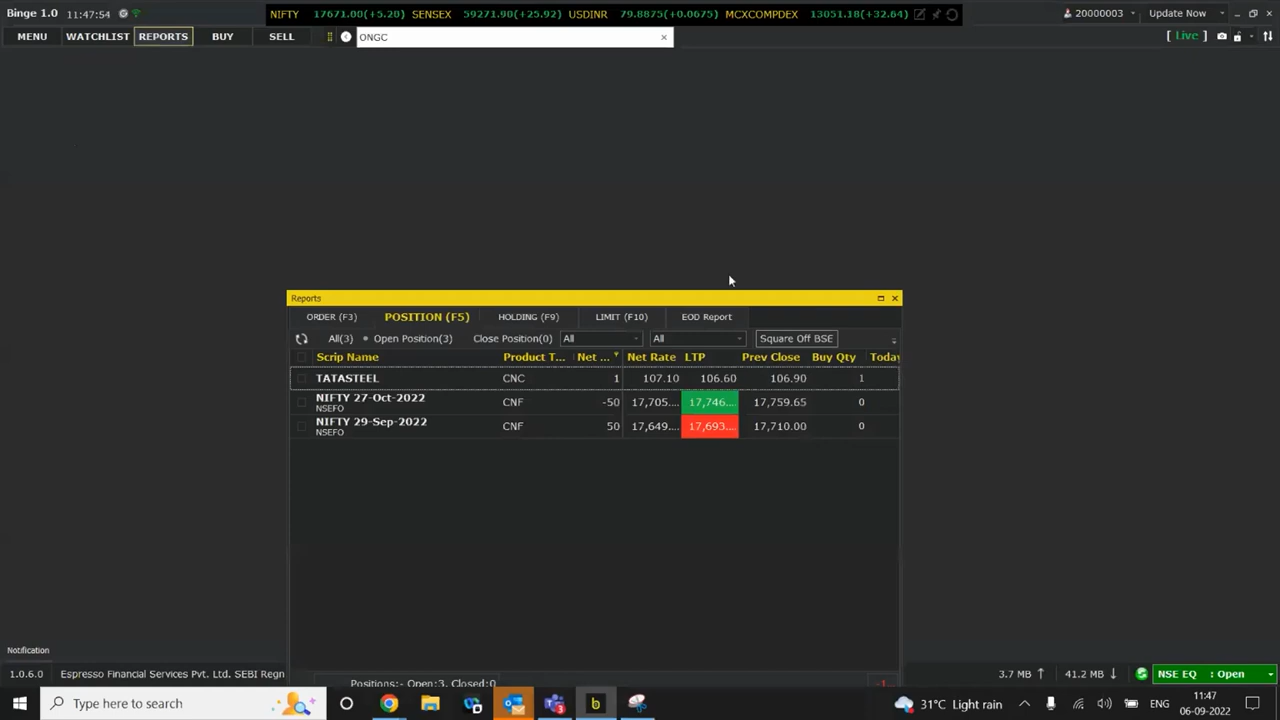 Binge 1.0 11:47:54 NIFTY 17671.00(+5.20) SENSEX 59271.90(+25.92) USDINR 79.8875(+0.0675) MCXCOMPDEX 13051.18(+32.64) 20000003 Update Now
MENU WATCHLIST REPORTS BUY SELL ONGC [ Live ]
Reports
ORDER (F3) POSITION (F5) HOLDING (F9) LIMIT (F10) EOD Report
All(3) Open Position(3) Close Position(0) All All Square Off BSE
Scrip Name Product T... Net ... Net Rate LTP Prev Close Buy Qty Today
TATASTEEL CNC 1 107.10 106.60 106.90 1
NIFTY 27-Oct-2022 CNF -50 17,705.... 17,746.... 17,759.65 0
NSEFO
NIFTY 29-Sep-2022 CNF 50 17,649.... 17,693.... 17,710.00 0
NSEFO
Notification
1.0.6.0 Espresso Financial Services Pvt. Ltd. SEBI Regn 3.7 MB ↑ 41.2 MB ↓ NSE EQ : Open
Positions:- Open:3, Closed:0 -1...
Type here to search 31°C Light rain ENG 11:47
06-09-2022